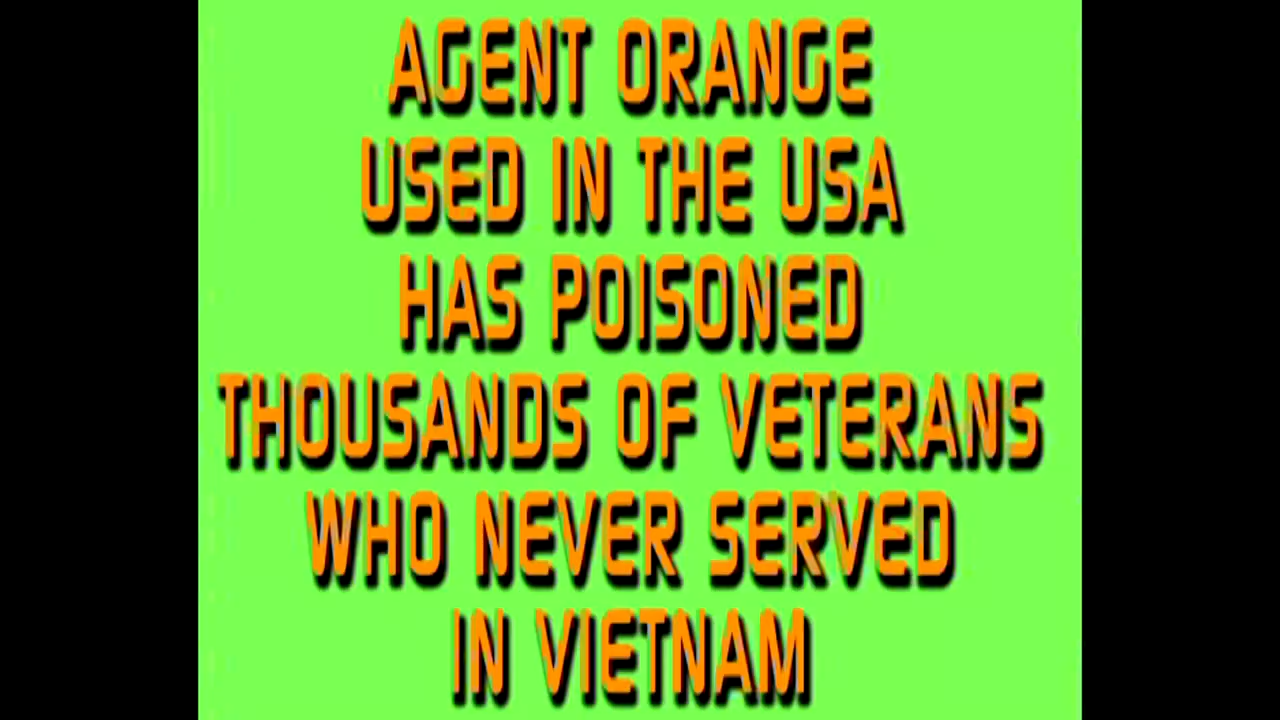 AGENT ORANGE
USED IN THE USA
HAS POISONED
THOUSANDS OF VETERANS
WHO NEVER SERVED
IN VIETNAM